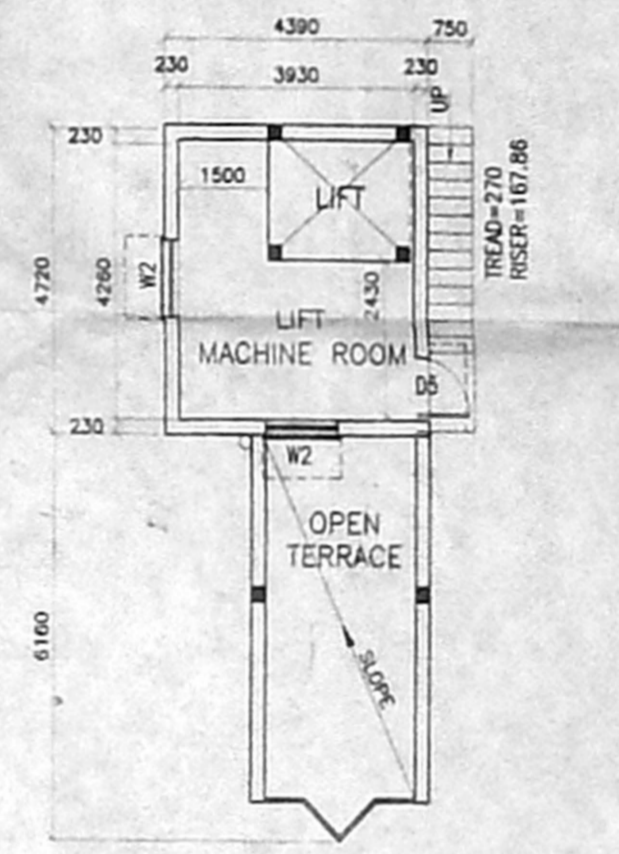 4390
750
230
3930
230
UP
230
1500
LIFT
TREAD=270
RISER=167.86
4720
4260
W2
2430
LIFT
MACHINE ROOM
D5
230
W2
OPEN
TERRACE
6160
SLOPE